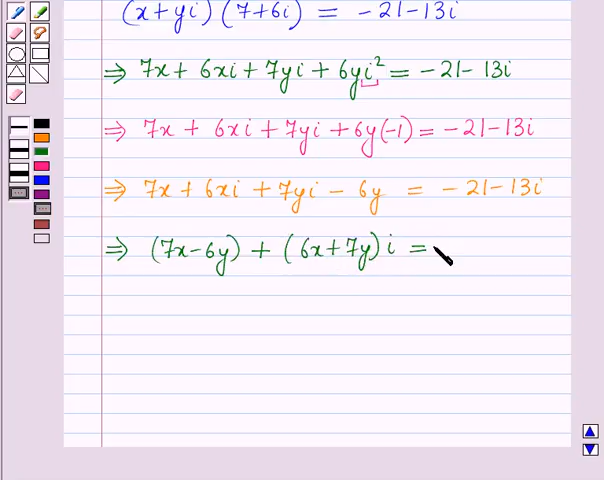 (x+yi) (7+6i) = -21-13i
⇒ 7x + 6xi + 7yi + 6yi² = -21-13i
⇒ 7x + 6xi + 7yi + 6y(-1) = -21-13i
⇒ 7x + 6xi + 7yi - 6y = -21-13i
⇒ (7x-6y) + (6x+7y)i =